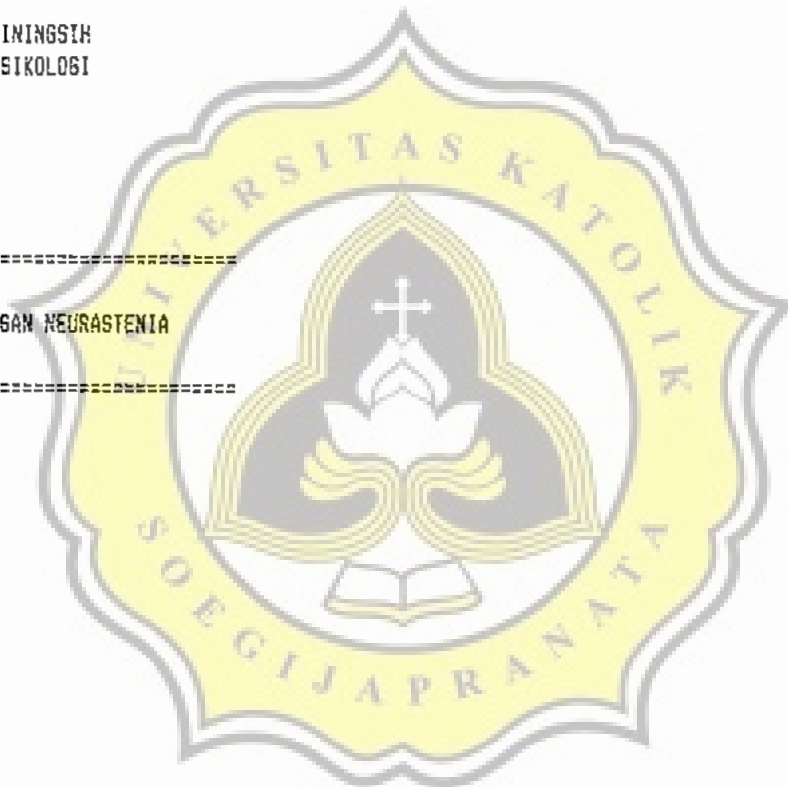 ININGSIH
SIKOLOGI
=====================
GAN NEURASTENIA
=====================
UNIVERSITAS KATOLIK
SOEGIJAPRANATA